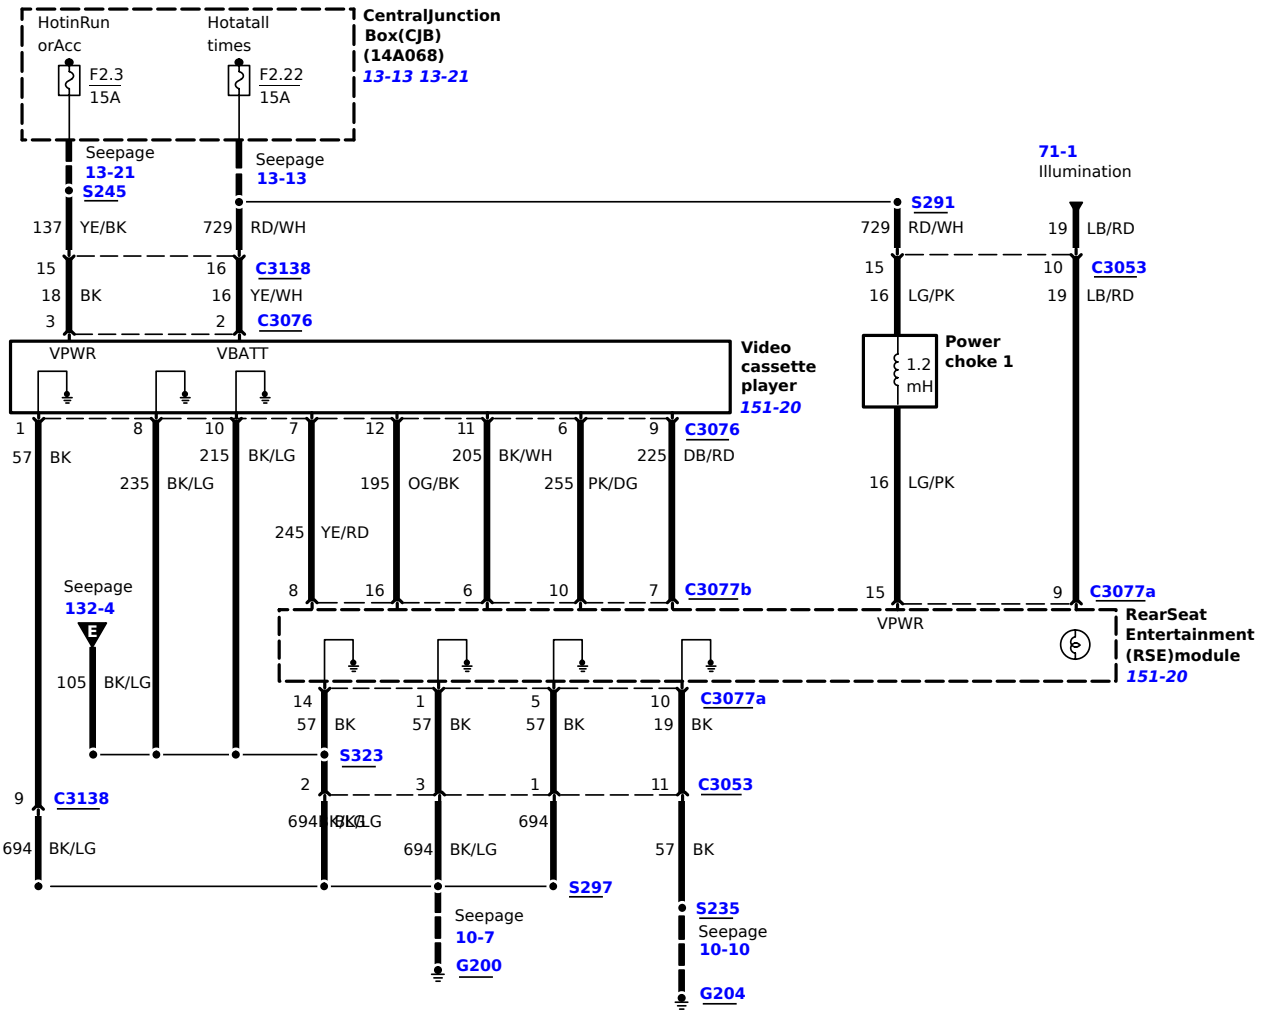 HotinRun
orAcc
Hotatall
times
CentralJunction
Box(CJB)
(14A068)
13-13 13-21
F2.3
15A
F2.22
15A
Seepage
13-21
S245
Seepage
13-13
71-1
Illumination
S291
137 YE/BK
729 RD/WH
729 RD/WH
19 LB/RD
15
16
C3138
15
10
C3053
18 BK
16 YE/WH
16 LG/PK
19 LB/RD
3
2
C3076
VPWR
VBATT
Video
cassette
player
151-20
Power
choke 1
1.2
mH
1
8
10
7
12
11
6
9
C3076
57 BK
215 BK/LG
205 BK/WH
225 DB/RD
235 BK/LG
195 OG/BK
255 PK/DG
16 LG/PK
245 YE/RD
Seepage
132-4
E
8
16
6
10
7
C3077b
15
9
C3077a
VPWR
RearSeat
Entertainment
(RSE)module
151-20
105 BK/LG
14
1
5
10
C3077a
57 BK
57 BK
57 BK
19 BK
S323
2
3
1
11
C3053
9
C3138
694 BK/LG
694
694 BK/LG
694 BK/LG
57 BK
S297
S235
Seepage
10-7
G200
Seepage
10-10
G204